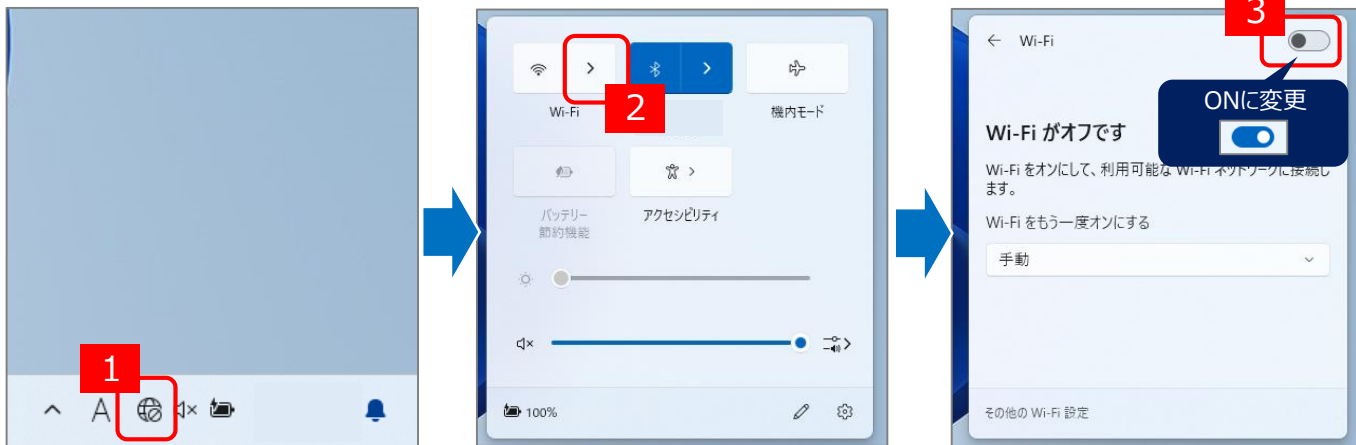 1
A
2
Wi-Fi
機内モード
バッテリー
節約機能
アクセシビリティ
100%
3
Wi-Fi
ONに変更
Wi-Fi がオフです
Wi-Fi をオンにして、利用可能な Wi-Fi ネットワークに接続し
ます。
Wi-Fi をもう一度オンにする
手動
その他の Wi-Fi 設定